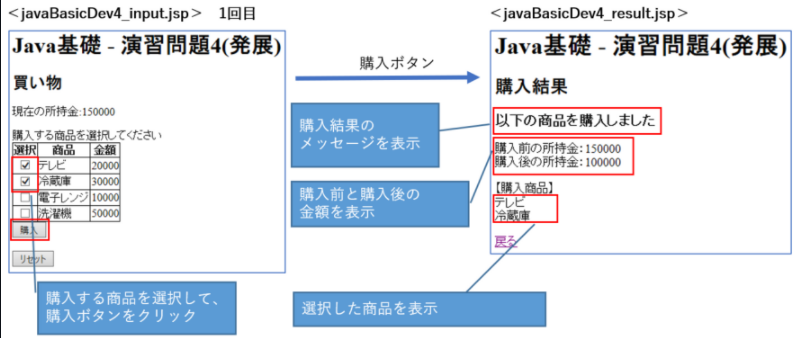 ＜javaBasicDev4_input.jsp＞　1回目
Java基礎 - 演習問題4(発展)
買い物
現在の所持金:150000
購入する商品を選択してください
選択 商品 金額
テレビ 20000
冷蔵庫 30000
電子レンジ 10000
洗濯機 50000
購入
リセット
購入する商品を選択して、
購入ボタンをクリック
購入ボタン
購入結果の
メッセージを表示
購入前と購入後の
金額を表示
選択した商品を表示
＜javaBasicDev4_result.jsp＞
Java基礎 - 演習問題4(発展)
購入結果
以下の商品を購入しました
購入前の所持金：150000
購入後の所持金：100000
【購入商品】
テレビ
冷蔵庫
戻る